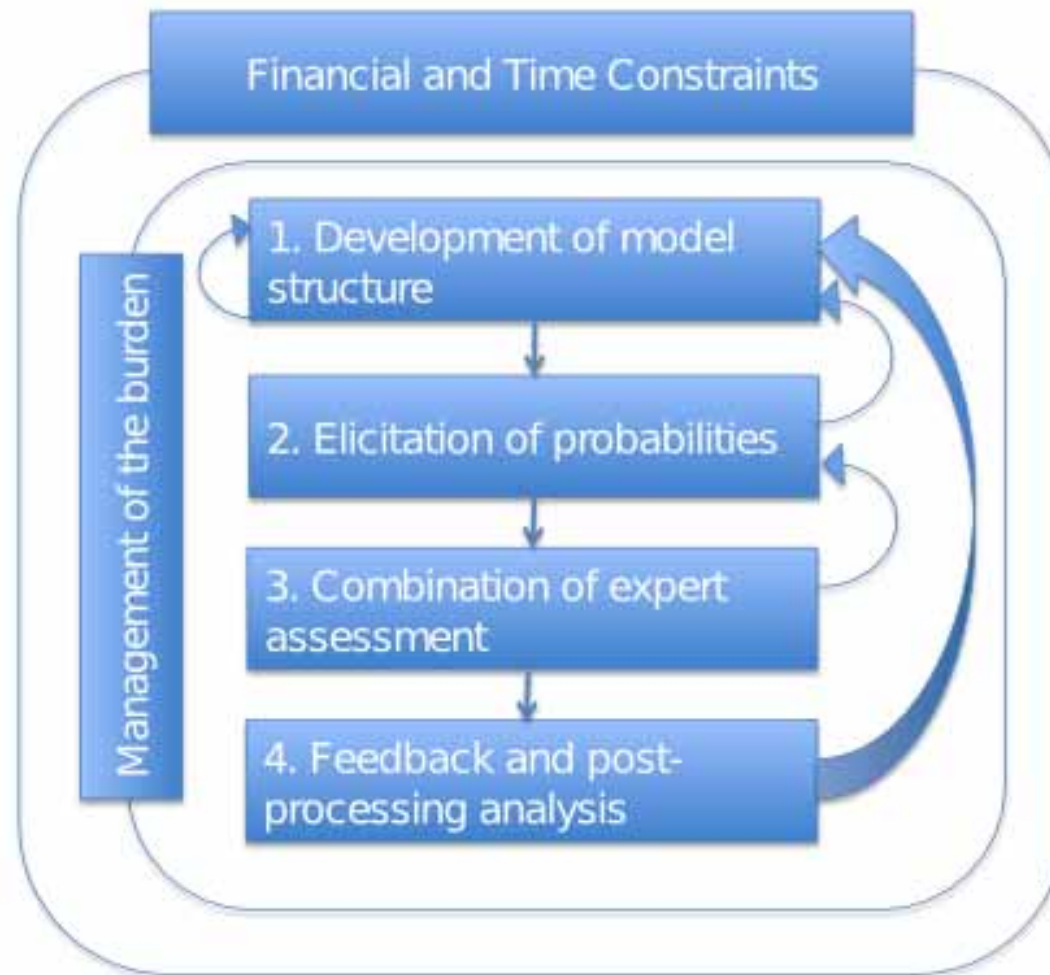 Financial and Time Constraints
Management of the burden
1. Development of model
structure
2. Elicitation of probabilities
3. Combination of expert
assessment
4. Feedback and post-
processing analysis